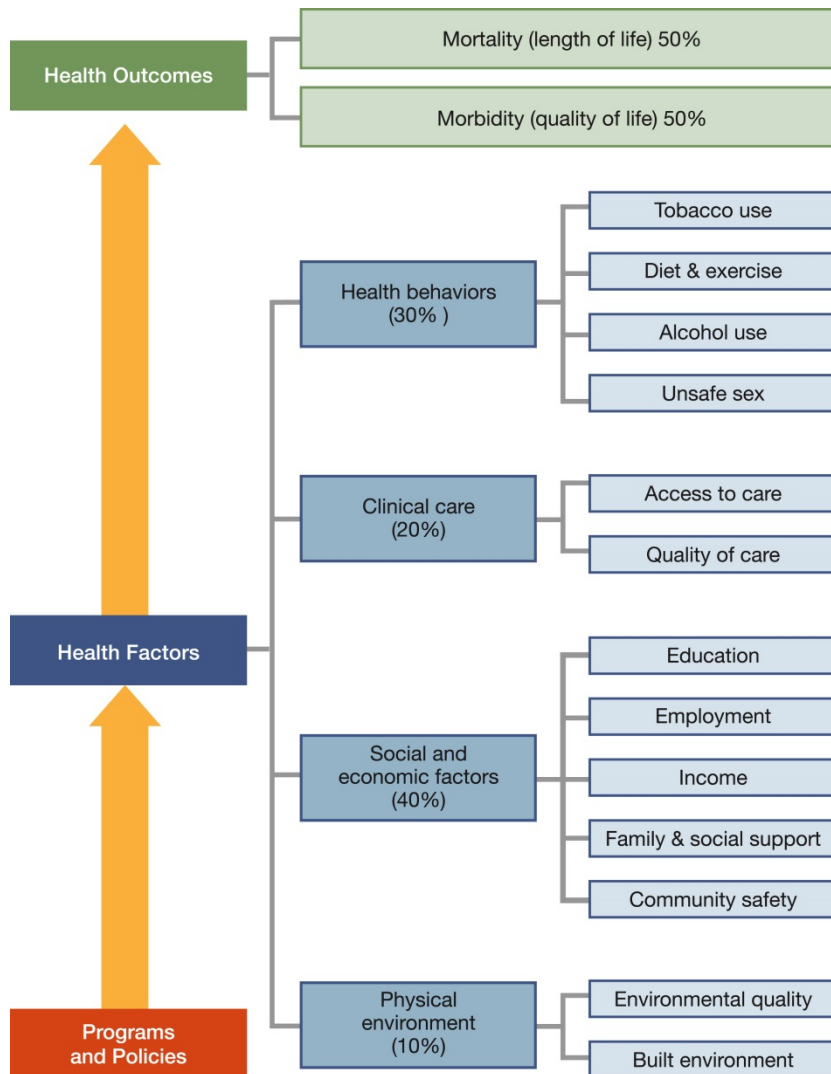 Health Outcomes
Mortality (length of life) 50%
Morbidity (quality of life) 50%
Health Factors
Health behaviors
(30% )
Tobacco use
Diet & exercise
Alcohol use
Unsafe sex
Clinical care
(20%)
Access to care
Quality of care
Social and
economic factors
(40%)
Education
Employment
Income
Family & social support
Community safety
Physical
environment
(10%)
Environmental quality
Built environment
Programs
and Policies